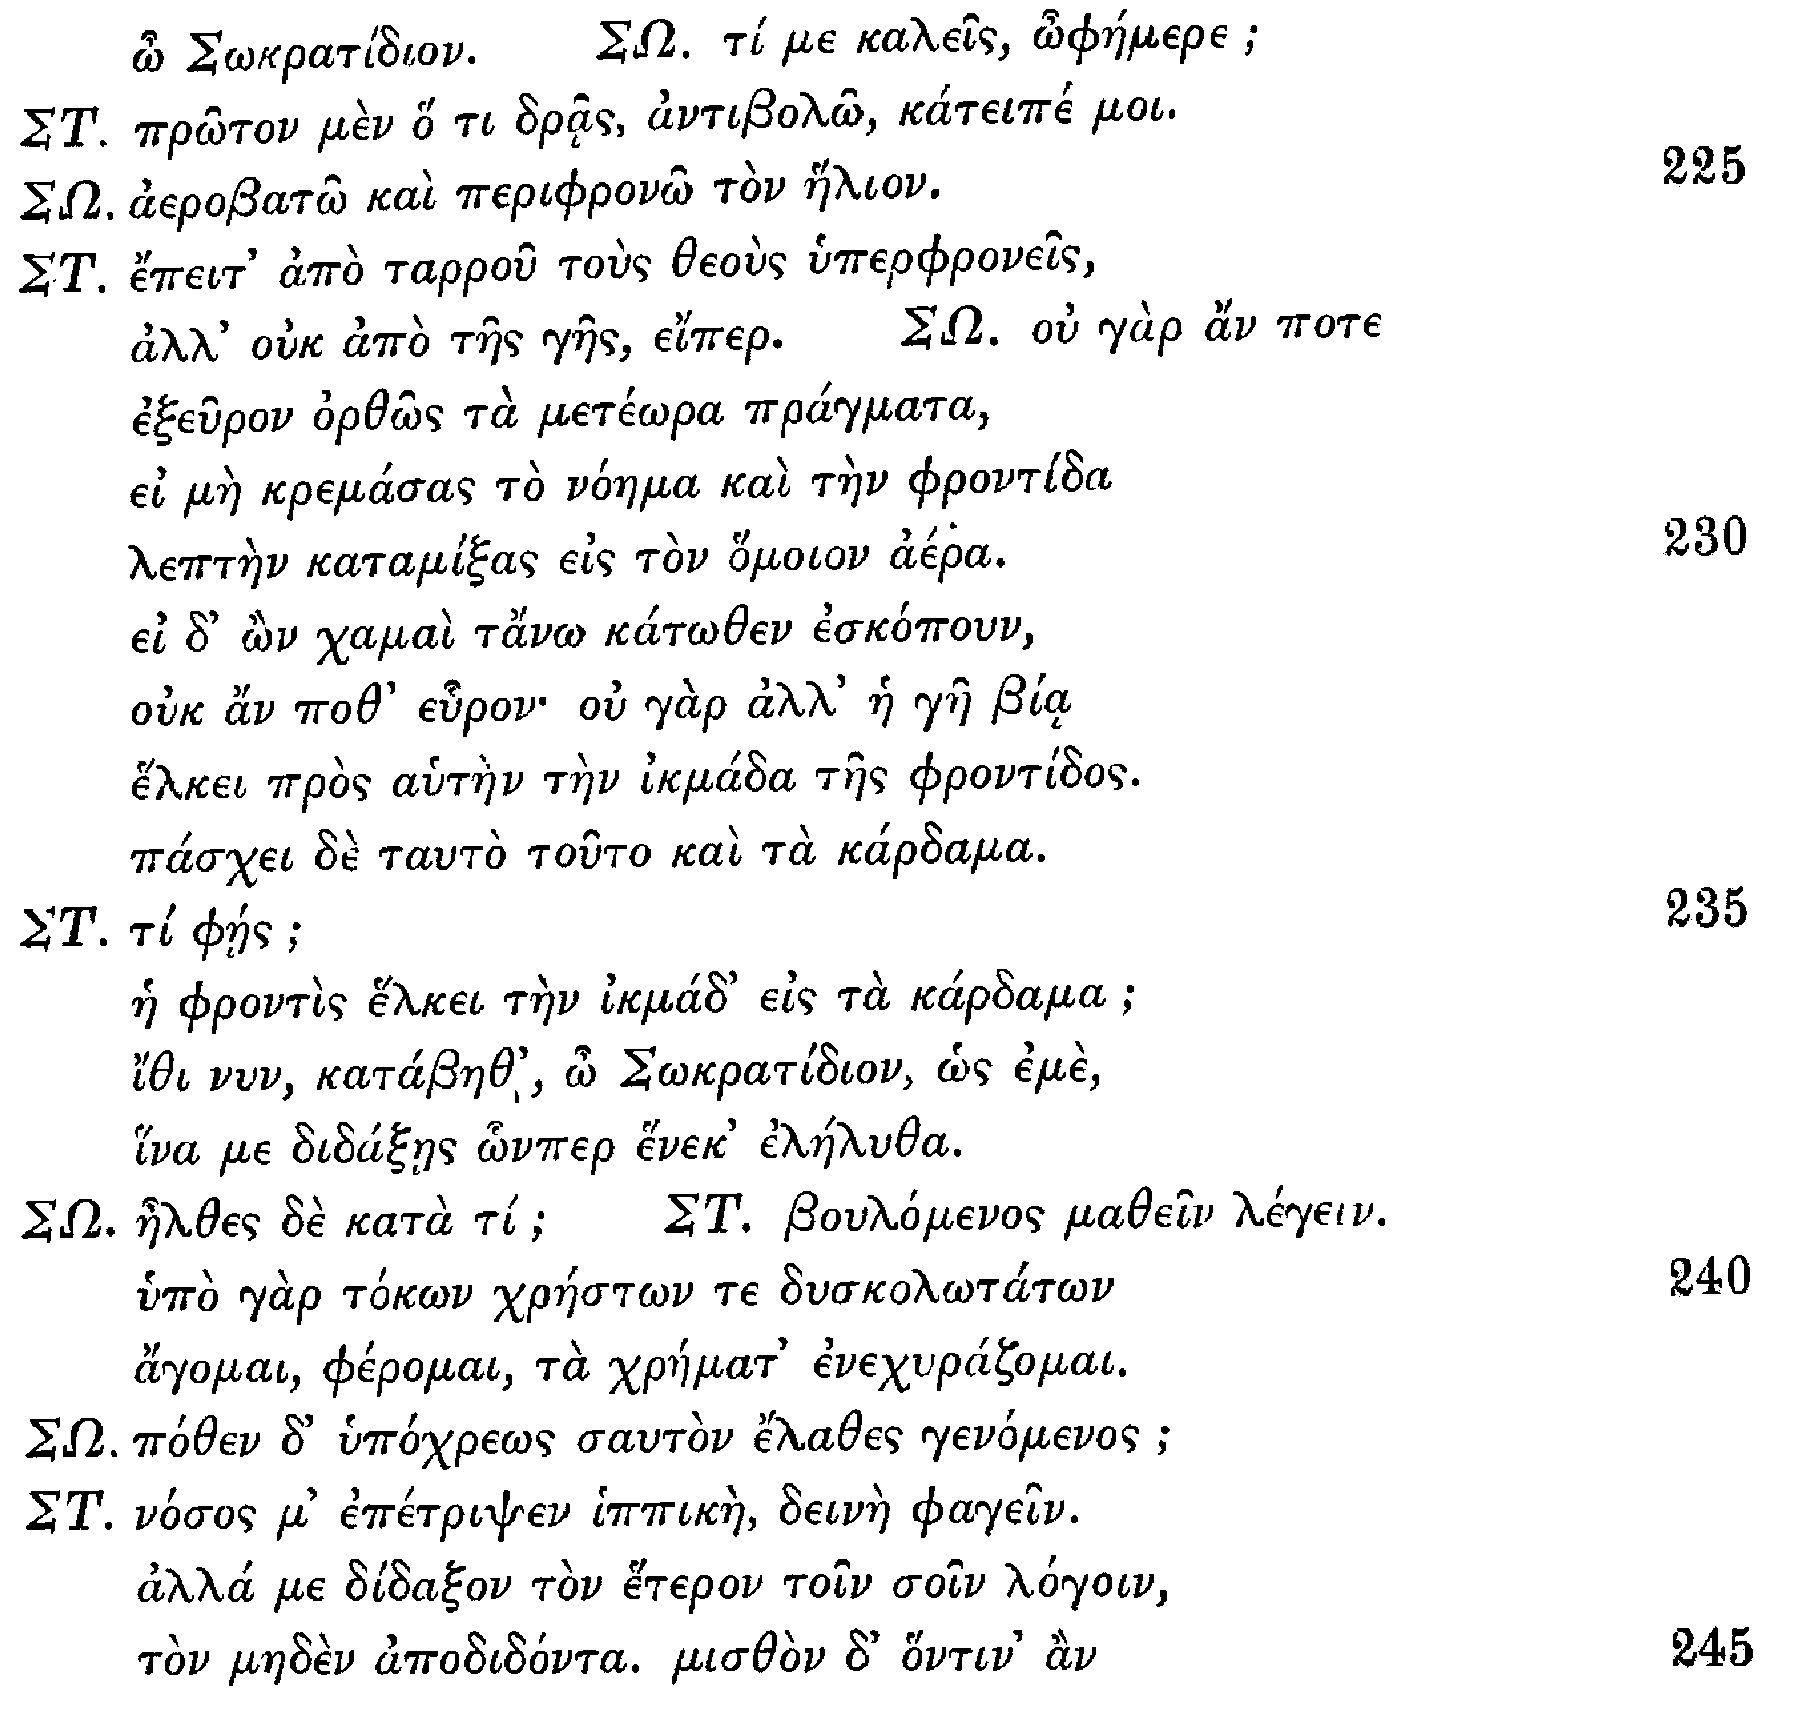 ὦ Σωκρατίδιον. ΣΩ. τί με καλεῖς, ὦφήμερε ;
ΣΤ. πρῶτον μὲν ὅ τι δρᾷς, ἀντιβολῶ, κάτειπέ μοι.
ΣΩ. ἀεροβατῶ καὶ περιφρονῶ τὸν ἥλιον. 225
ΣΤ. ἔπειτ’ ἀπὸ ταρροῦ τοὺς θεοὺς ὑπερφρονεῖς,
ἀλλ’ οὐκ ἀπὸ τῆς γῆς, εἴπερ. ΣΩ. οὐ γὰρ ἄν ποτε
ἐξεῦρον ὀρθῶς τὰ μετέωρα πράγματα,
εἰ μὴ κρεμάσας τὸ νόημα καὶ τὴν φροντίδα
λεπτὴν καταμίξας εἰς τὸν ὅμοιον ἀέρα. 230
εἰ δ’ ὢν χαμαὶ τἄνω κάτωθεν ἐσκόπουν,
οὐκ ἄν ποθ’ εὗρον· οὐ γὰρ ἀλλ’ ἡ γῆ βίᾳ
ἕλκει πρὸς αὑτὴν τὴν ἰκμάδα τῆς φροντίδος.
πάσχει δὲ ταυτὸ τοῦτο καὶ τὰ κάρδαμα.
ΣΤ. τί φῄς ; 235
ἡ φροντὶς ἕλκει τὴν ἰκμάδ’ εἰς τὰ κάρδαμα ;
ἴθι νυν, κατάβηθ’, ὦ Σωκρατίδιον, ὡς ἐμὲ,
ἵνα με διδάξῃς ὧνπερ ἕνεκ’ ἐλήλυθα.
ΣΩ. ἦλθες δὲ κατὰ τί ; ΣΤ. βουλόμενος μαθεῖν λέγειν.
ὑπὸ γὰρ τόκων χρήστων τε δυσκολωτάτων 240
ἄγομαι, φέρομαι, τὰ χρήματ’ ἐνεχυράζομαι.
ΣΩ. πόθεν δ’ ὑπόχρεως σαυτὸν ἔλαθες γενόμενος ;
ΣΤ. νόσος μ’ ἐπέτριψεν ἱππικὴ, δεινὴ φαγεῖν.
ἀλλά με δίδαξον τὸν ἕτερον τοῖν σοῖν λόγοιν,
τὸν μηδὲν ἀποδιδόντα. μισθὸν δ’ ὅντιν’ ἂν 245